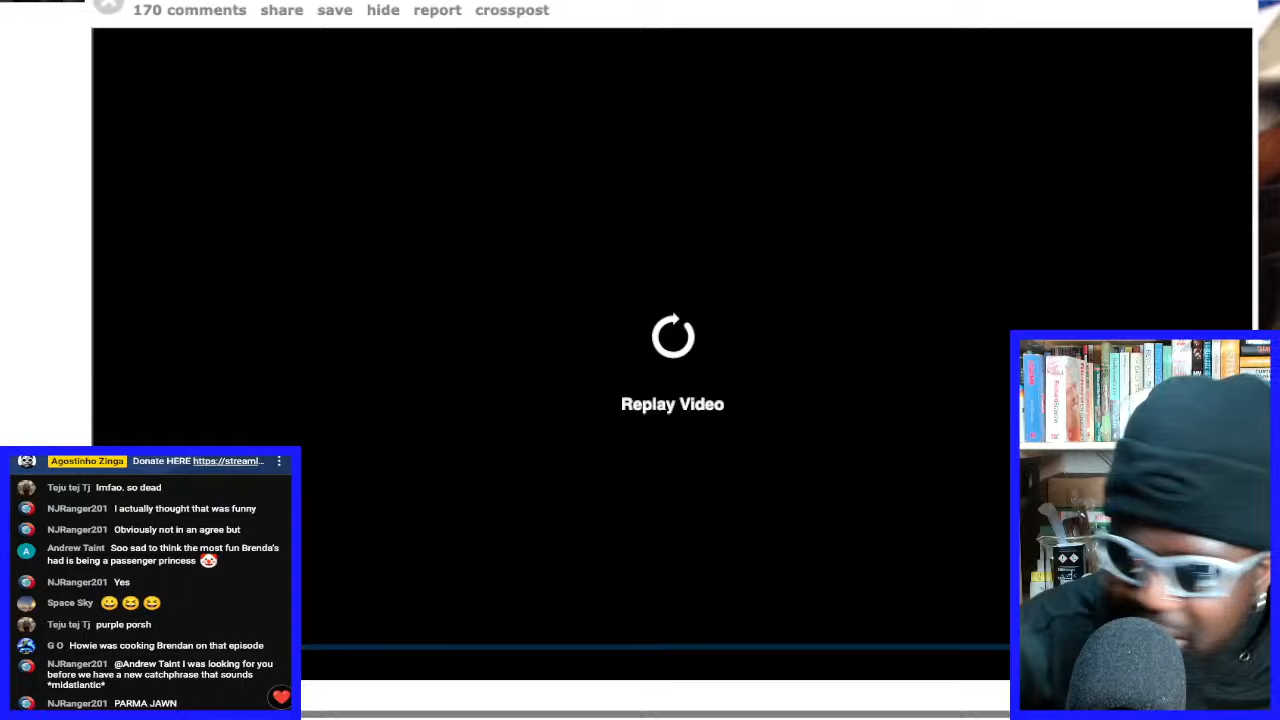 170 comments share save hide report crosspost
Replay Video
Agostinho Zinga Donate HERE https://streaml...
Teju tej Tj lmfao. so dead
NJRanger201 I actually thought that was funny
NJRanger201 Obviously not in an agree but
Andrew Taint Soo sad to think the most fun Brenda's
had is being a passenger princess
NJRanger201 Yes
Space Sky
Teju tej Tj purple porsh
G O Howie was cooking Brendan on that episode
NJRanger201 @Andrew Taint I was looking for you
before we have a new catchphrase that sounds
*midatlantic*
NJRanger201 PARMA JAWN